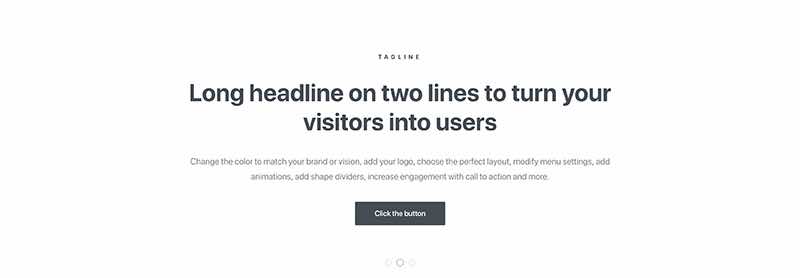 TAGLINE
Long headline on two lines to turn your
visitors into users
Change the color to match your brand or vision, add your logo, choose the perfect layout, modify menu settings, add
animations, add shape dividers, increase engagement with call to action and more.
Click the button